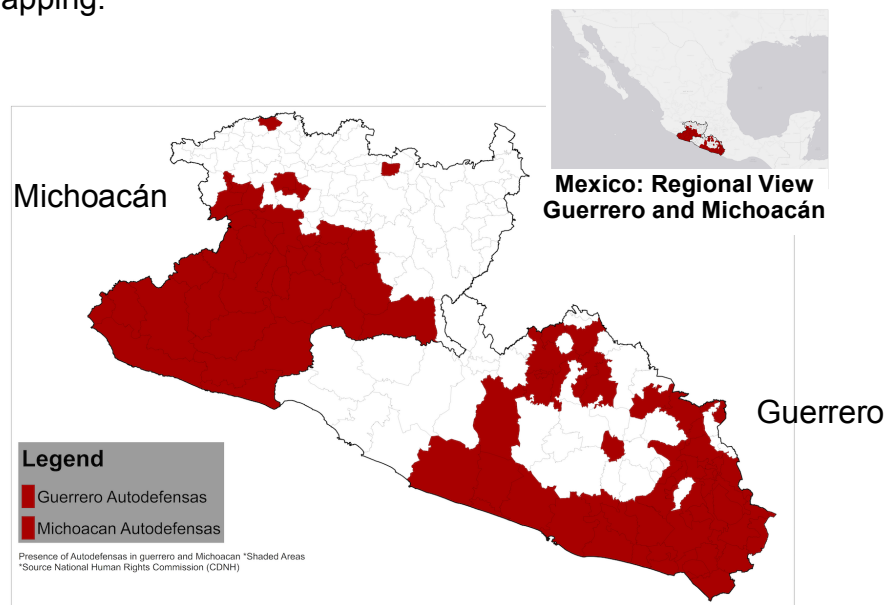 apping.
Mexico: Regional View
Guerrero and Michoacán
Michoacán
Guerrero
Legend
Guerrero Autodefensas
Michoacan Autodefensas
Presence of Autodefensas in guerrero and Michoacan *Shaded Areas
*Source National Human Rights Commission (CDNH)